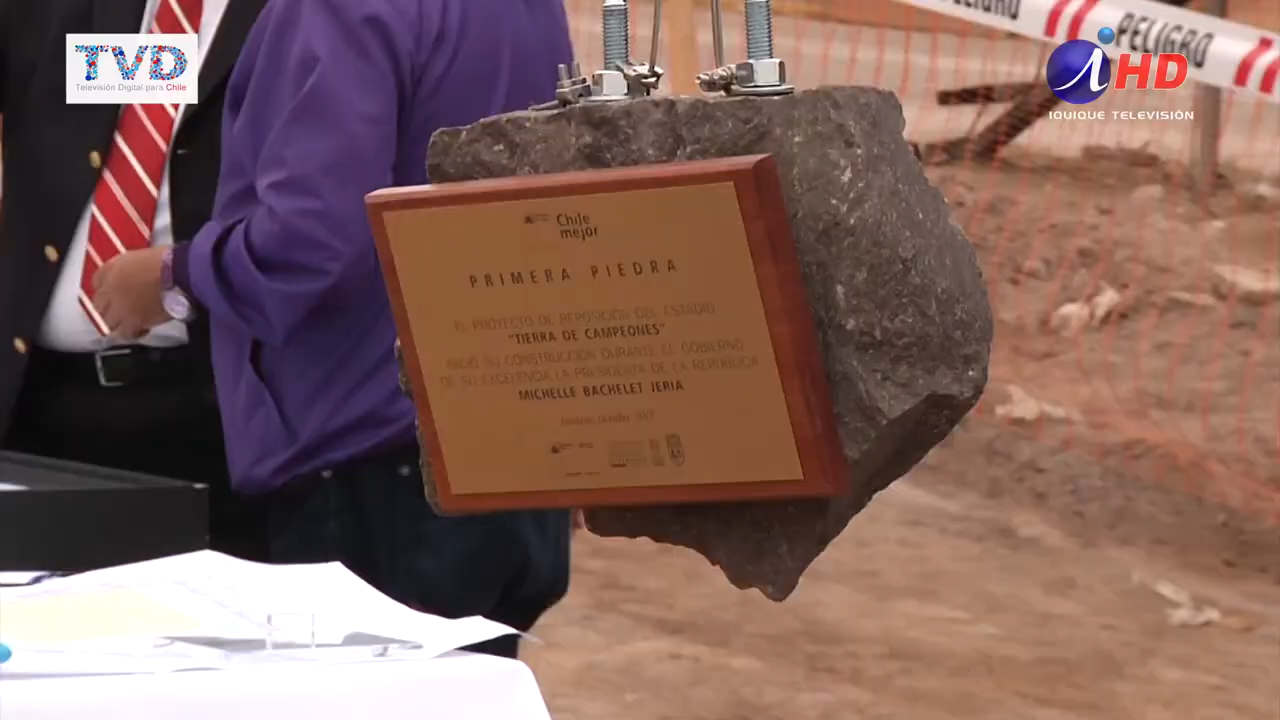 TVD
Televisión Digital para Chile
PELIGRO
PELIGRO
iHD
IQUIQUE TELEVISIÓN
Chile
mejor
PRIMERA PIEDRA
EL PROYECTO DE REPOSICIÓN DEL ESTADIO
"TIERRA DE CAMPEONES"
INICIÓ SU CONSTRUCCIÓN DURANTE EL GOBIERNO
DE SU EXCELENCIA LA PRESIDENTA DE LA REPÚBLICA
MICHELLE BACHELET JERIA